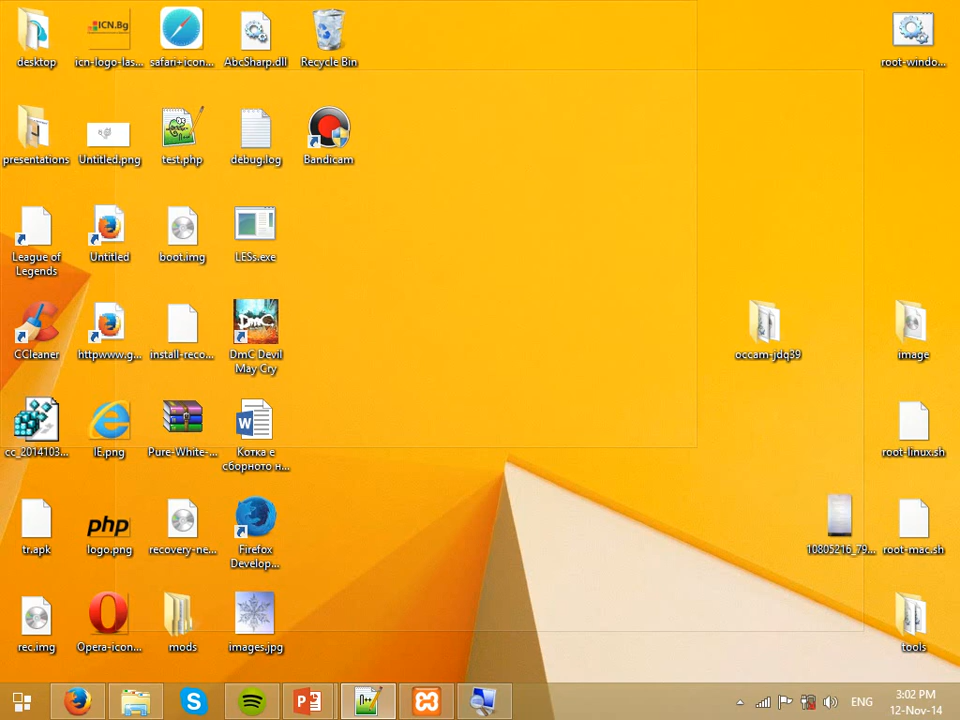 desktop
icn-logo-las...
safari+icon...
AbcSharp.dll
Recycle Bin
root-windo...
ICN.Bg
presentations
Untitled.png
test.php
debug.log
Bandicam
League of
Legends
Untitled
boot.img
LESs.exe
CCleaner
httpwww.g...
install-reco...
DmC Devil
May Cry
occam-jdq39
image
DmC
cc_2014103...
IE.png
Pure-White-...
Котка е
сборното н...
root-linux.sh
tr.apk
logo.png
recovery-ne...
Firefox
Develop...
10805216_79...
root-mac.sh
php
rec.img
Opera-icon...
mods
images.jpg
tools
ENG
3:02 PM
12-Nov-14